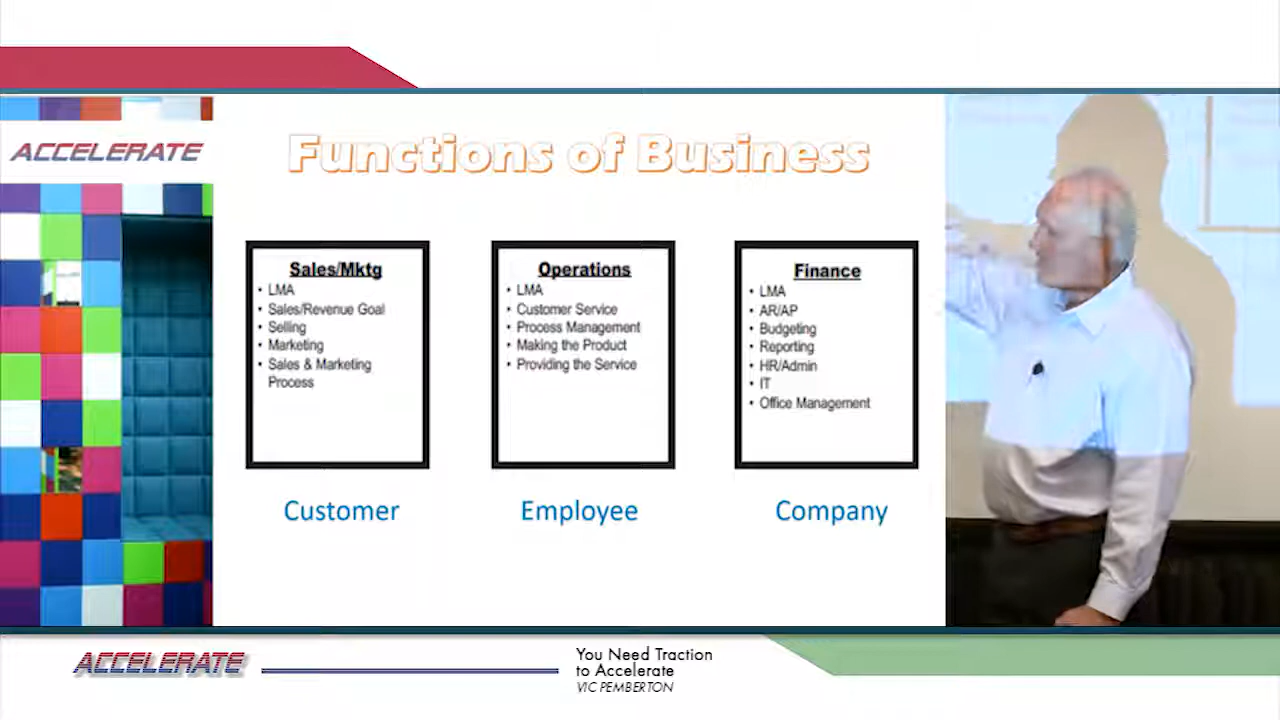 ACCELERATE
Functions of Business
Sales/Mktg
• LMA
• Sales/Revenue Goal
• Selling
• Marketing
• Sales & Marketing
Process
Operations
• LMA
• Customer Service
• Process Management
• Making the Product
• Providing the Service
Finance
• LMA
• AR/AP
• Budgeting
• Reporting
• HR/Admin
• IT
• Office Management
Customer
Employee
Company
ACCELERATE
You Need Traction
to Accelerate
VIC PEMBERTON